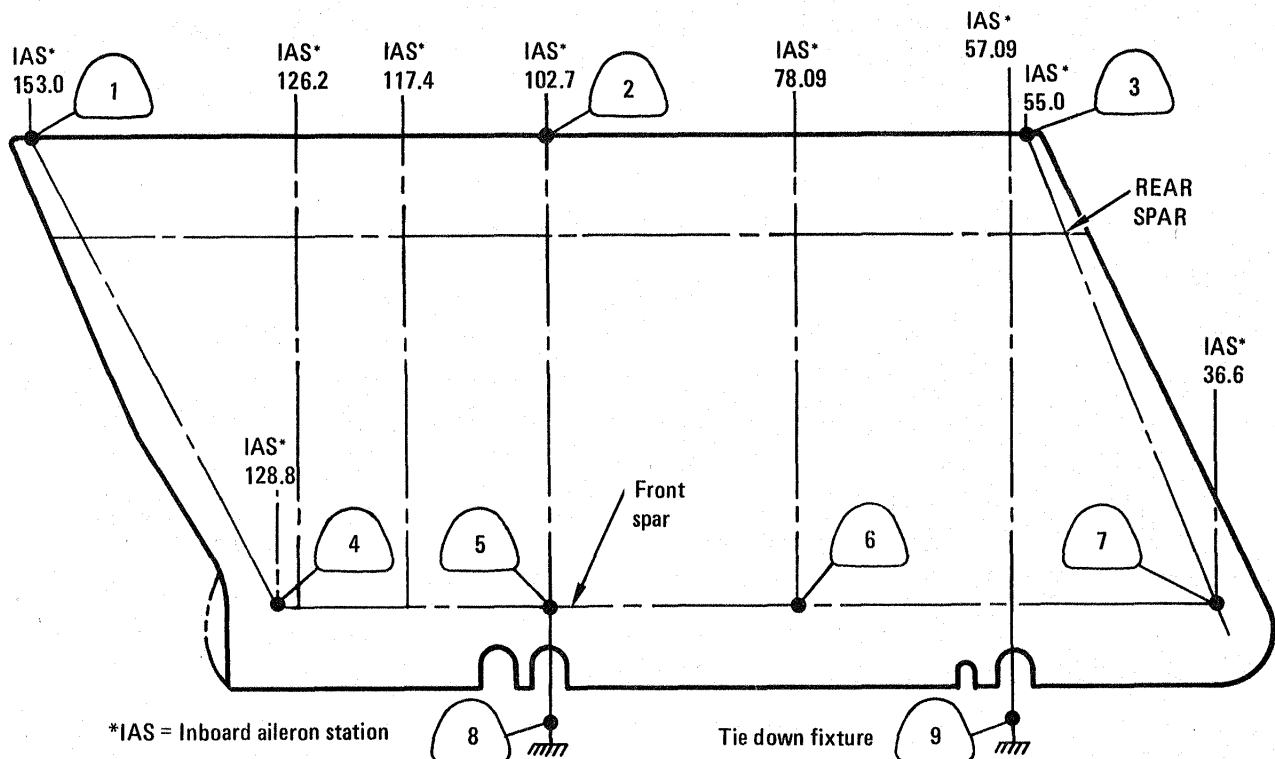 IAS*
57.09
IAS*
153.0
1
IAS*
126.2
IAS*
117.4
IAS*
102.7
2
IAS*
78.09
IAS*
55.0
3
REAR
SPAR
IAS*
36.6
IAS*
128.8
Front
spar
4
5
6
7
*IAS = Inboard aileron station
8
Tie down fixture
9